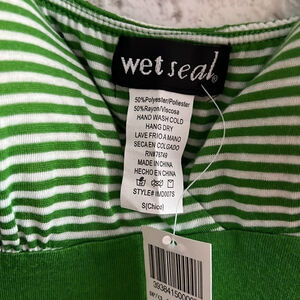 wet seal®
50%Polyester/Poliester
50%Rayon/Viscosa
HAND WASH COLD
HANG DRY
LAVE FRIO A MANO
SECA EN COLGADO
RN#76749
MADE IN CHINA
HECHO EN CHINA
S(Chico)